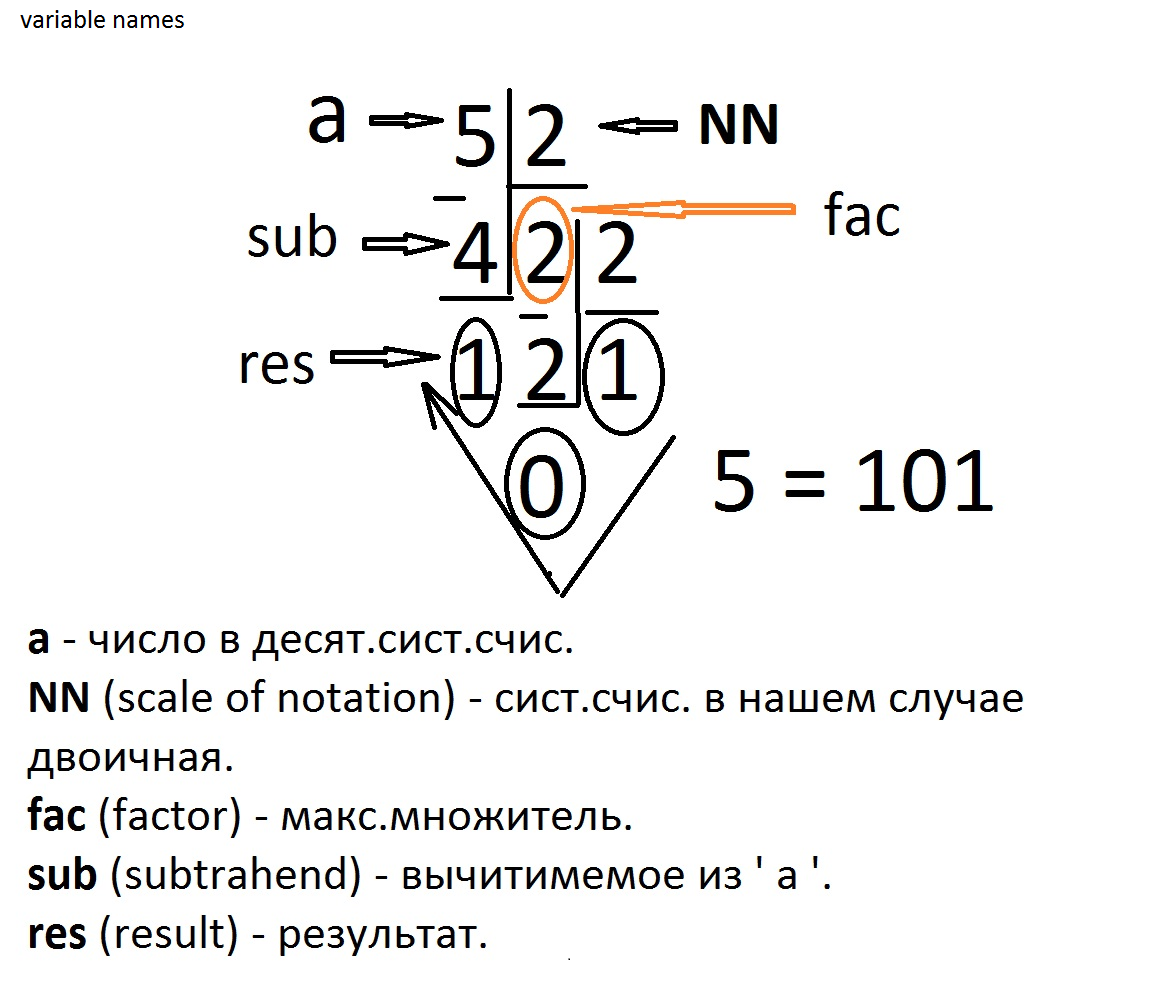 variable names
a 5 2 NN
sub 4 2 2 fac
res 1 2 1
0 5 = 101
a - число в десят.сист.счис.
NN (scale of notation) - сист.счис. в нашем случае
двоичная.
fac (factor) - макс.множитель.
sub (subtrahend) - вычитимемое из ' a '.
res (result) - результат.